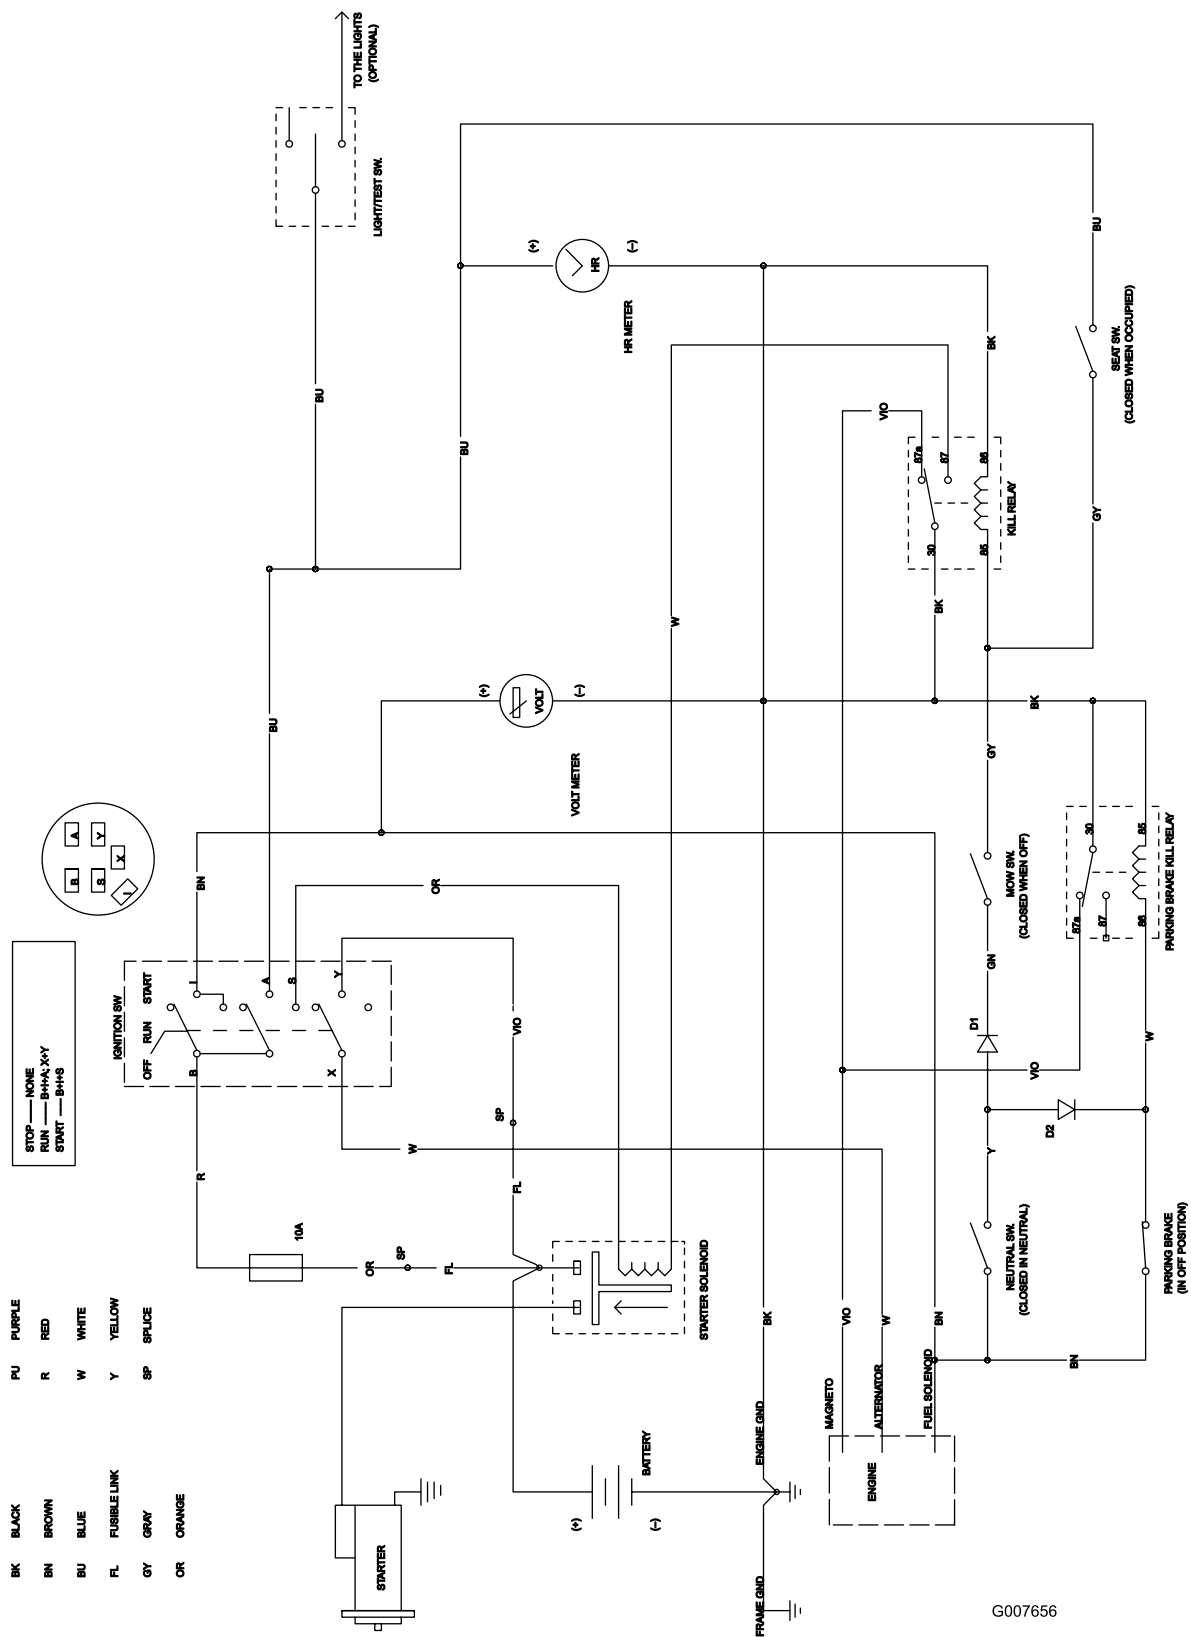 PU PURPLE
R RED
W WHITE
Y YELLOW
SP SPLICE
BK BLACK
BN BROWN
BU BLUE
FL FUSIBLE LINK
GY GRAY
OR ORANGE
STOP —— NONE
RUN —— B+I+A; X+Y
START —— B+I+S
B
A
S
Y
X
I
IGNITION SW
OFF
RUN
START
B
X
I
A
S
Y
BN
BU
OR
VIO
R
10A
OR
SP
FL
SP
FL
W
STARTER SOLENOID
STARTER
(+)
(–)
BATTERY
FRAME GND
ENGINE GND
BK
ENGINE
MAGNETO
ALTERNATOR
FUEL SOLENOID
VIO
W
BN
BN
TO THE LIGHTS
(OPTIONAL)
LIGHT/TEST SW.
BU
BU
(+)
(–)
HR
HR METER
(+)
(–)
VOLT
VOLT METER
W
BK
VIO
87a
87
86
30
85
KILL RELAY
BK
GY
BU
SEAT SW.
(CLOSED WHEN OCCUPIED)
BK
GY
MOW SW.
(CLOSED WHEN OFF)
GN
D1
VIO
30
85
87a
87
86
PARKING BRAKE KILL RELAY
W
D2
Y
NEUTRAL SW.
(CLOSED IN NEUTRAL)
PARKING BRAKE
(IN OFF POSITION)
G007656